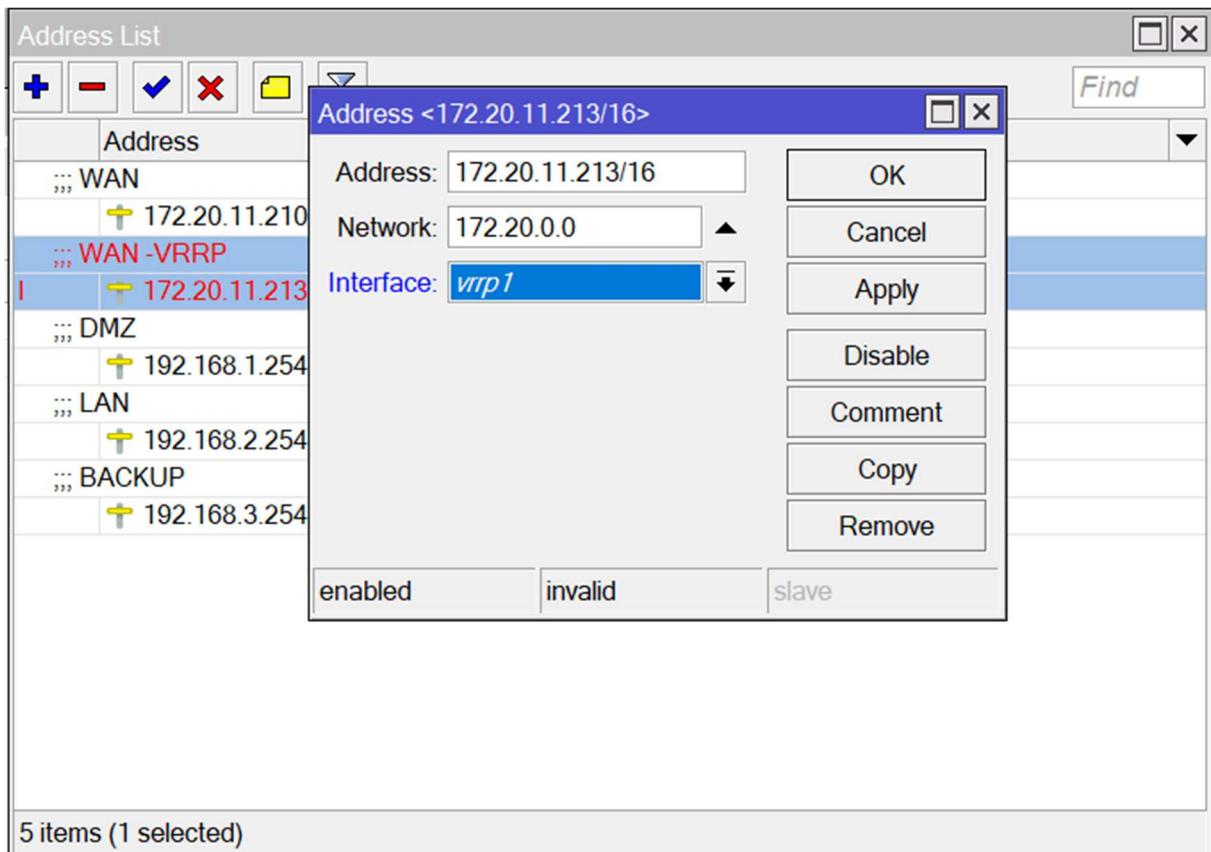 Address List
Find
Address
;;; WAN
172.20.11.210
;;; WAN -VRRP
I 172.20.11.213
;;; DMZ
192.168.1.254
;;; LAN
192.168.2.254
;;; BACKUP
192.168.3.254
5 items (1 selected)
Address <172.20.11.213/16>
Address: 172.20.11.213/16
Network: 172.20.0.0
Interface: vrrp1
OK
Cancel
Apply
Disable
Comment
Copy
Remove
enabled invalid slave